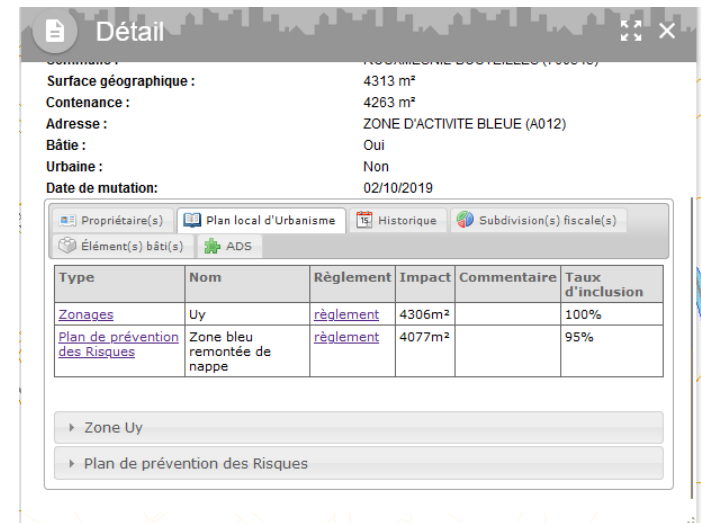 Détail
Surface géographique : 4313 m²
Contenance : 4263 m²
Adresse : ZONE D'ACTIVITE BLEUE (A012)
Bâtie : Oui
Urbaine : Non
Date de mutation: 02/10/2019
Propriétaire(s) Plan local d'Urbanisme 15 Historique Subdivision(s) fiscale(s)
Élément(s) bâti(s) ADS
Type Nom Règlement Impact Commentaire Taux
d'inclusion
Zonages Uy règlement 4306m² 100%
Plan de prévention Zone bleu règlement 4077m² 95%
des Risques remontée de
nappe
Zone Uy
Plan de prévention des Risques